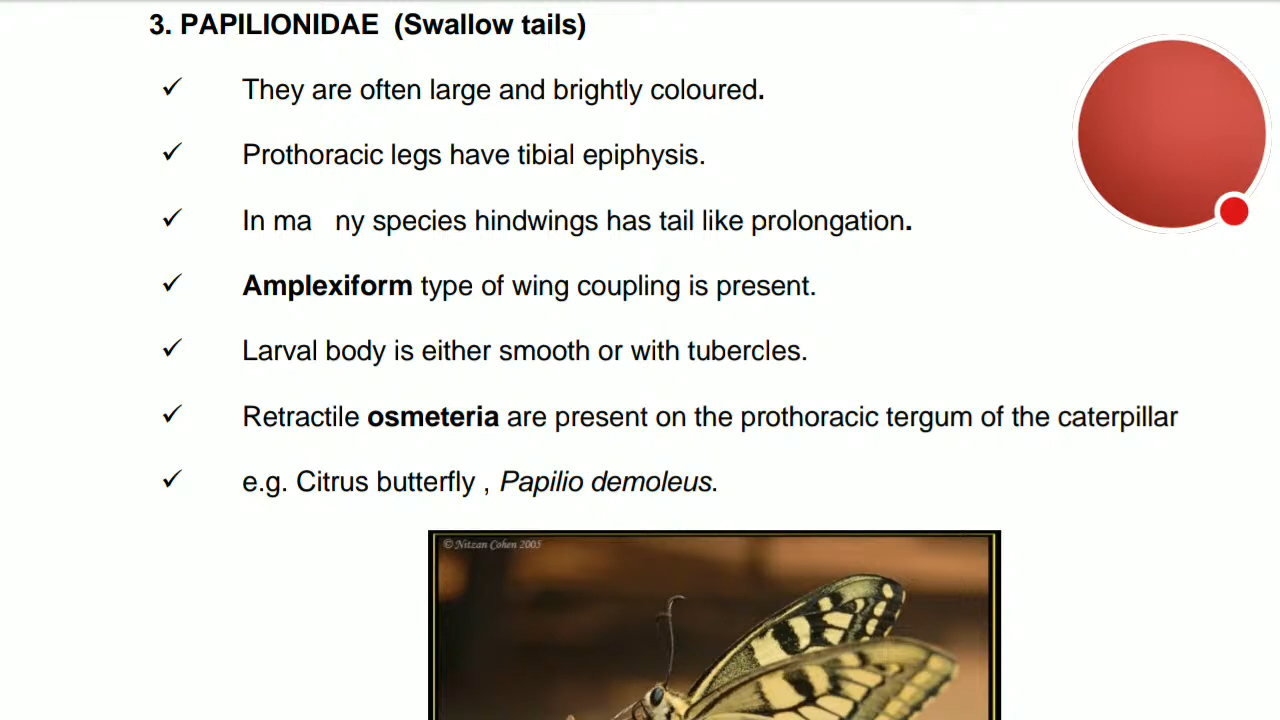 3. PAPILIONIDAE (Swallow tails)
✓ They are often large and brightly coloured.
✓ Prothoracic legs have tibial epiphysis.
✓ In ma ny species hindwings has tail like prolongation.
✓ Amplexiform type of wing coupling is present.
✓ Larval body is either smooth or with tubercles.
✓ Retractile osmeteria are present on the prothoracic tergum of the caterpillar
✓ e.g. Citrus butterfly , Papilio demoleus.
© Nitzan Cohen 2005